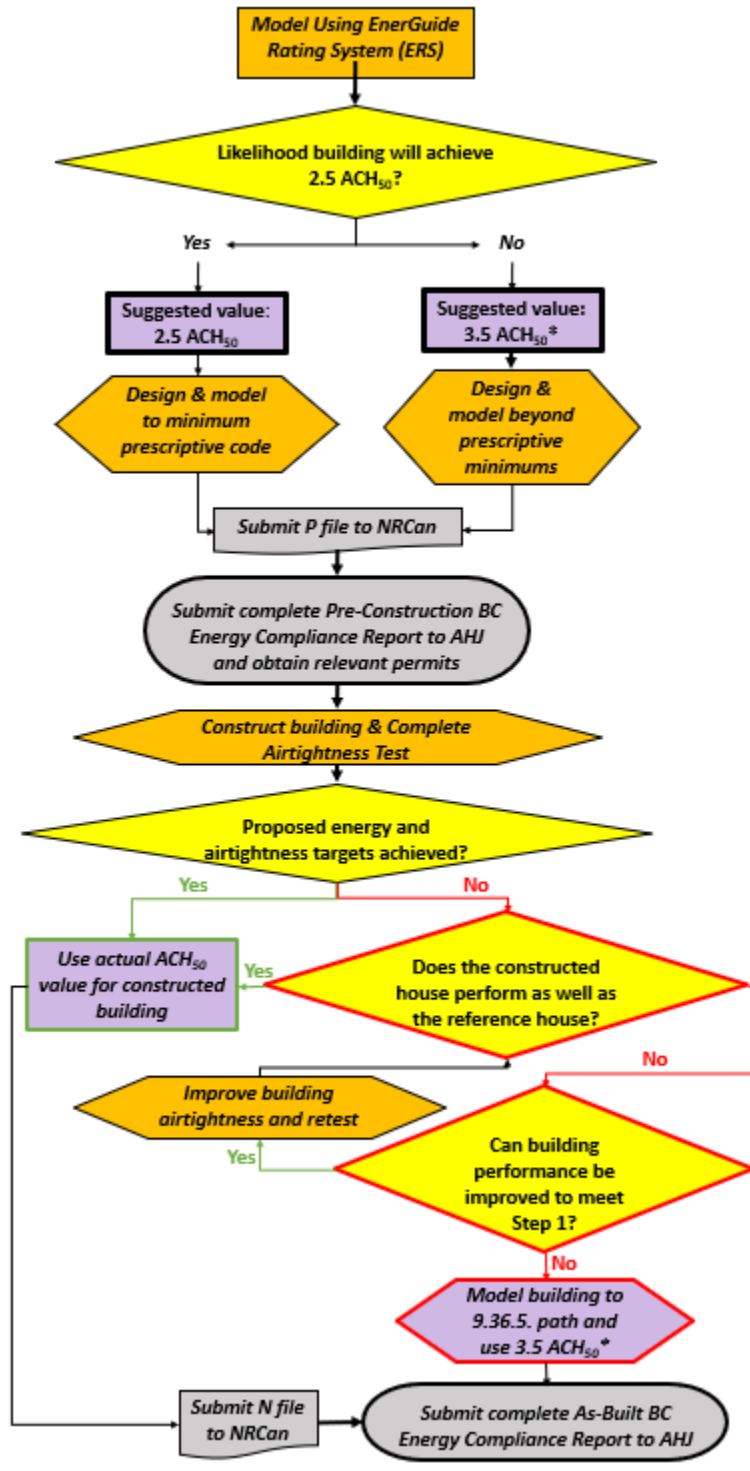 Model Using EnerGuide
Rating System (ERS)
Likelihood building will achieve
2.5 ACH₅₀?
Yes
No
Suggested value:
2.5 ACH₅₀
Suggested value:
3.5 ACH₅₀*
Design & model
to minimum
prescriptive code
Design &
model beyond
prescriptive
minimums
Submit P file to NRCan
Submit complete Pre-Construction BC
Energy Compliance Report to AHJ
and obtain relevant permits
Construct building & Complete
Airtightness Test
Proposed energy and
airtightness targets achieved?
Yes
No
Use actual ACH₅₀
value for constructed
building
Yes
Does the constructed
house perform as well as
the reference house?
No
Improve building
airtightness and retest
Yes
Can building
performance be
improved to meet
Step 1?
No
Model building to
9.36.5. path and
use 3.5 ACH₅₀*
Submit N file
to NRCan
Submit complete As-Built BC
Energy Compliance Report to AHJ